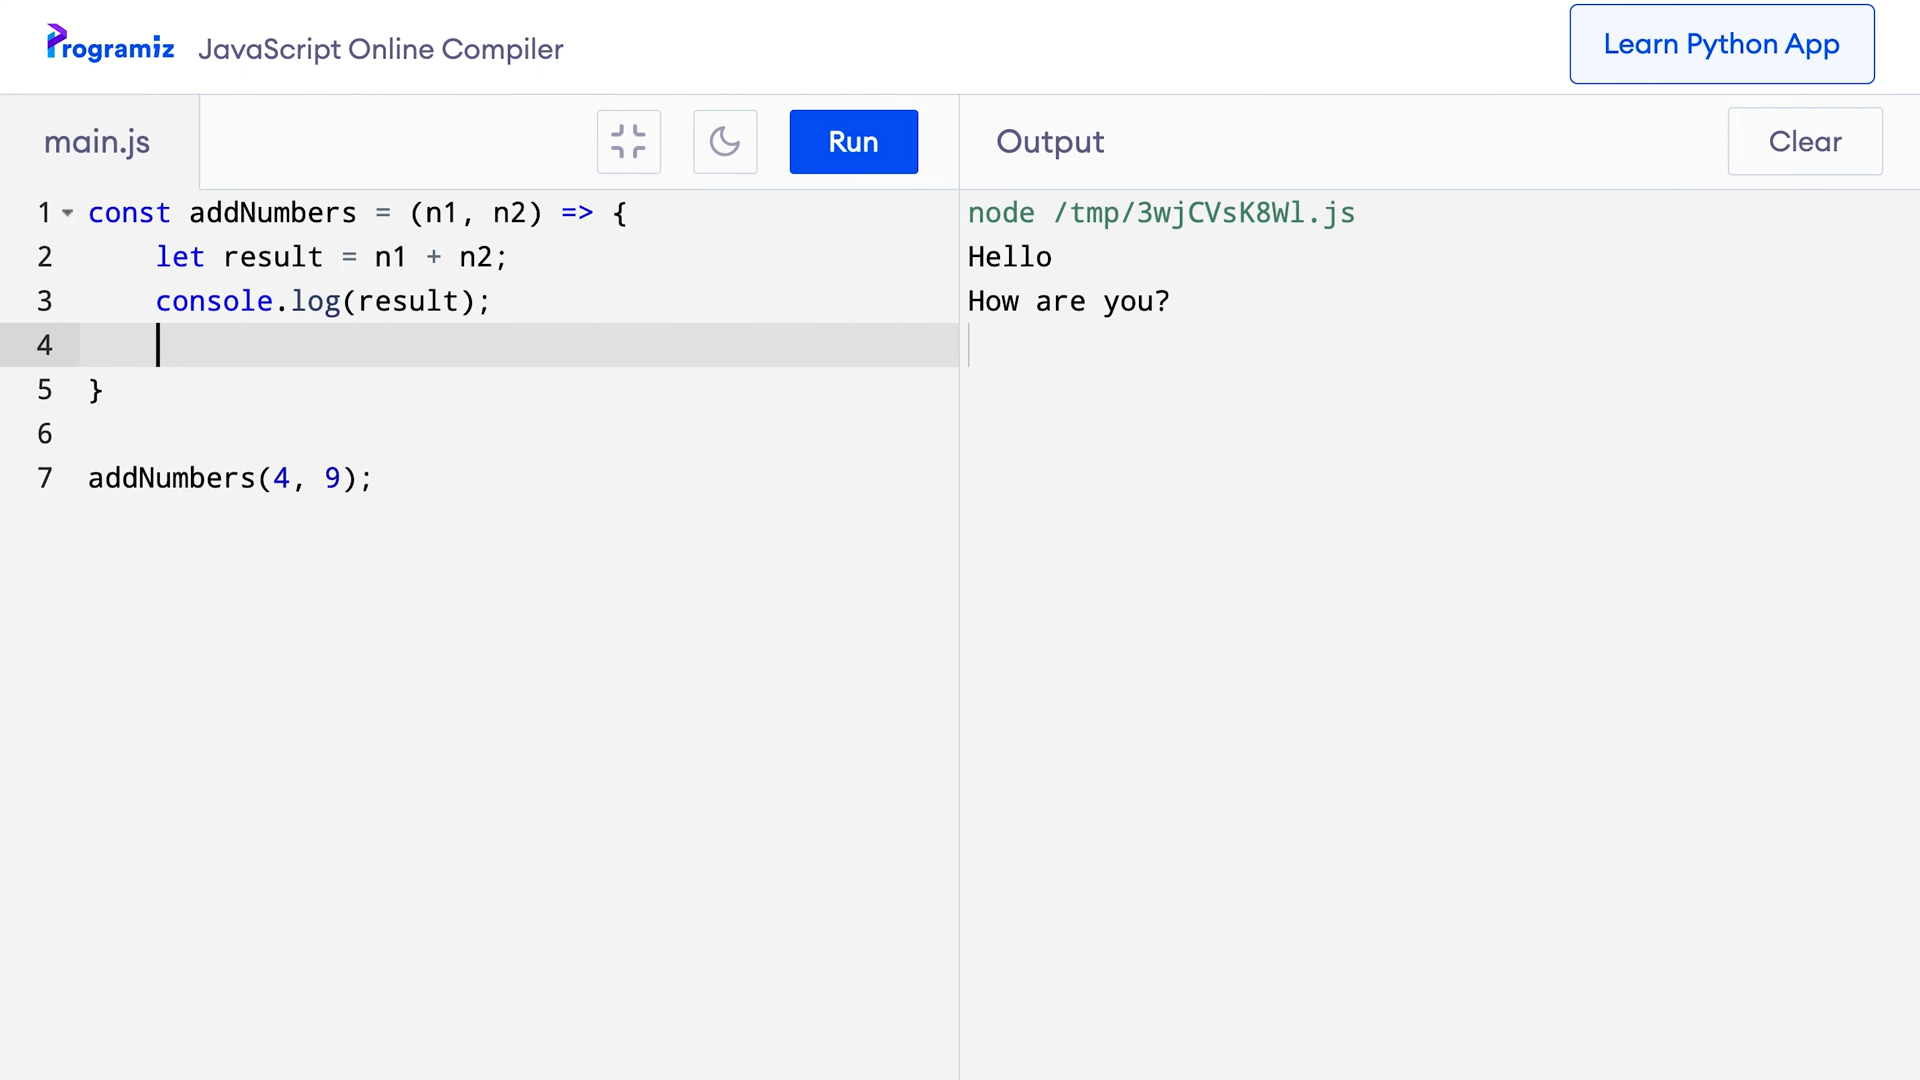 Programiz JavaScript Online Compiler
Learn Python App
main.js
Run
Output
Clear
1 const addNumbers = (n1, n2) => {
2 let result = n1 + n2;
3 console.log(result);
4
5 }
6
7 addNumbers(4, 9);
node /tmp/3wjCVsK8Wl.js
Hello
How are you?